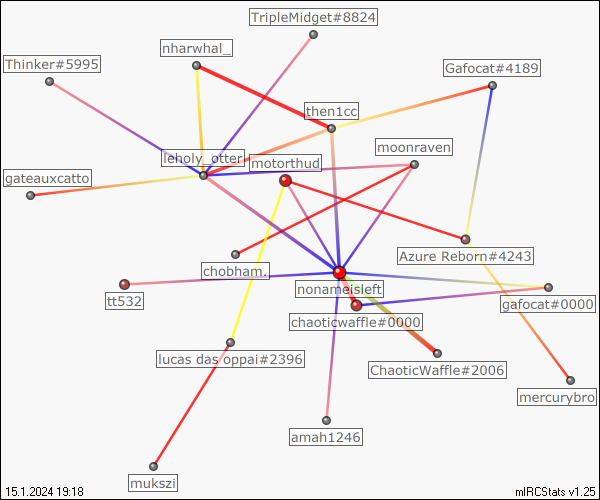 TripleMidget#8824
nharwhal_
Thinker#5995
Gafocat#4189
then1cc
moonraven
leholy_otter
motorthud
gateauxcatto
Azure Reborn#4243
chobham.
nonameisleft
tt532
gafocat#0000
chaoticwaffle#0000
lucas das oppai#2396
ChaoticWaffle#2006
mercurybro
amah1246
mukszi
15.1.2024 19:18
mIRCStats v1.25